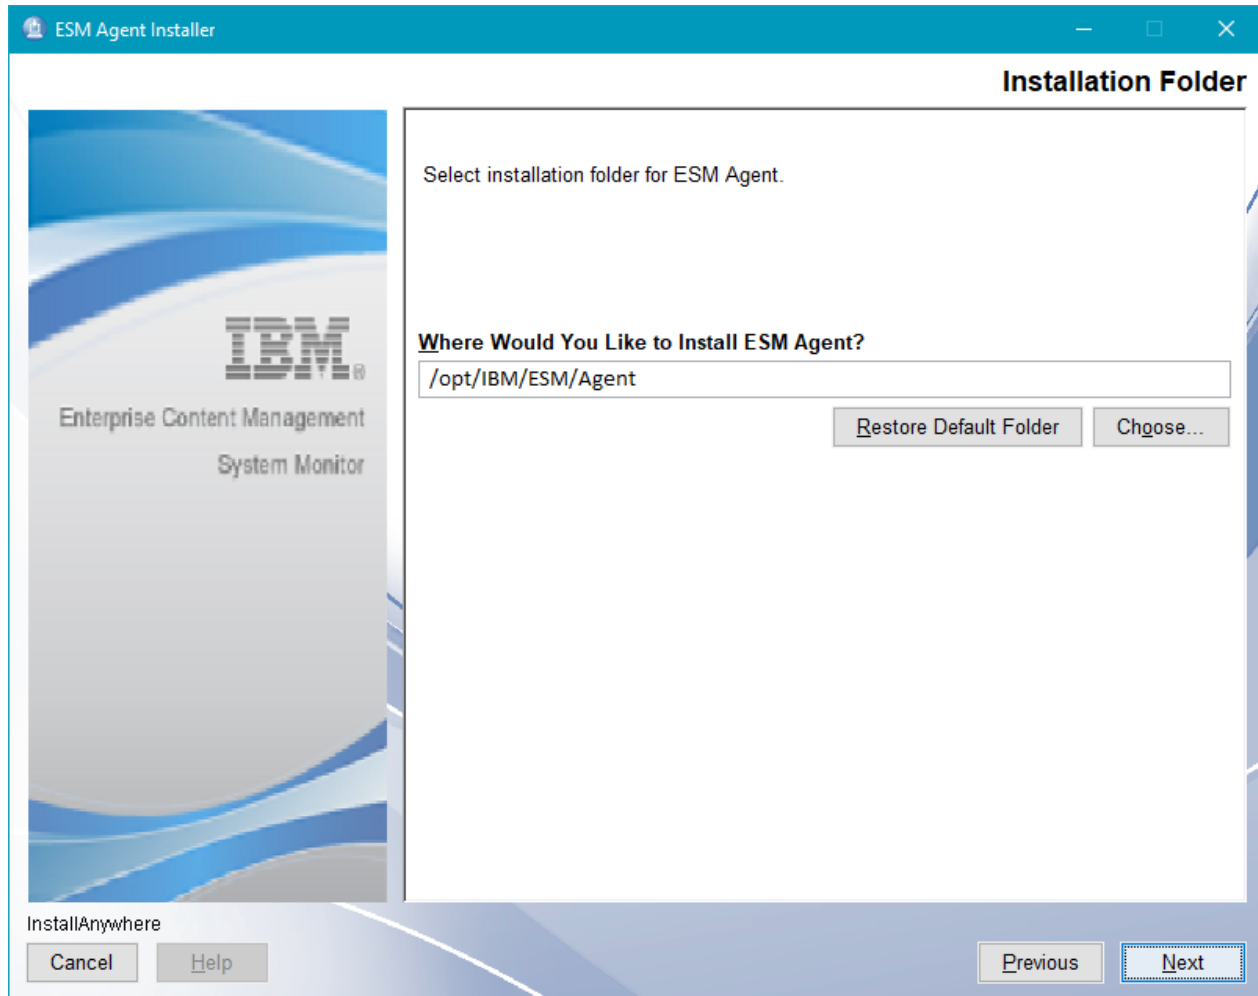 ESM Agent Installer
Installation Folder
Select installation folder for ESM Agent.
IBM®
Enterprise Content Management
System Monitor
Where Would You Like to Install ESM Agent?
/opt/IBM/ESM/Agent
Restore Default Folder
Choose...
InstallAnywhere
Cancel
Help
Previous
Next